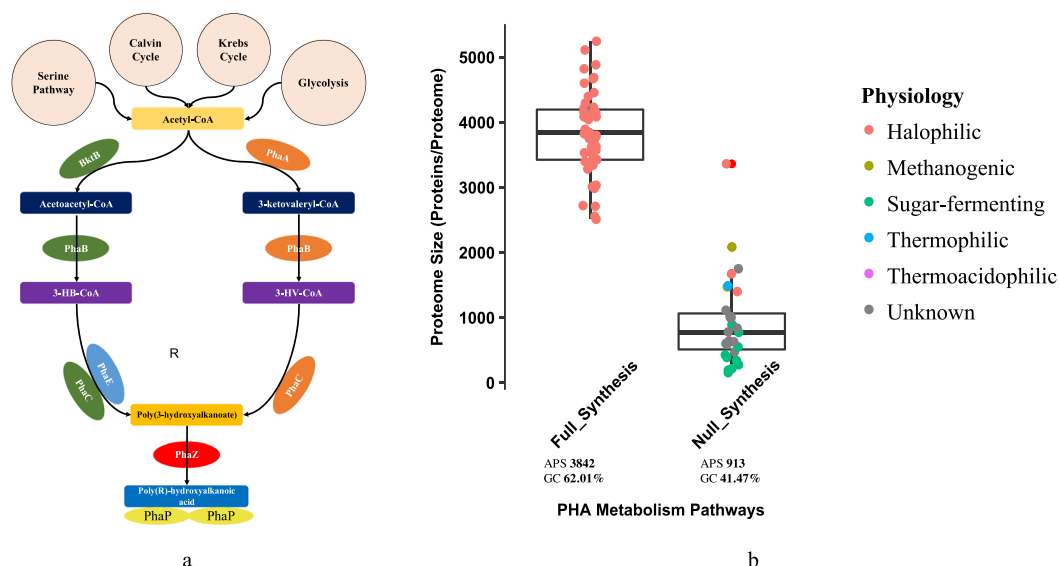 Calvin
Cycle
Krebs
Cycle
Serine
Pathway
Glycolysis
Acetyl-CoA
BktB
PhaA
Acetoacetyl-CoA
3-ketovaleryl-CoA
PhaB
PhaB
3-HB-CoA
3-HV-CoA
R
PhaE
PhaC
PhaC
Poly(3-hydroxyalkanoate)
PhaZ
Poly(R)-hydroxyalkanoic
acid
PhaP
PhaP
a
Proteome Size (Proteins/Proteome)
5000
4000
3000
2000
1000
0
Full_Synthesis
Null_Synthesis
APS 3842
GC 62.01%
APS 913
GC 41.47%
PHA Metabolism Pathways
Physiology
Halophilic
Methanogenic
Sugar-fermenting
Thermophilic
Thermoacidophilic
Unknown
b